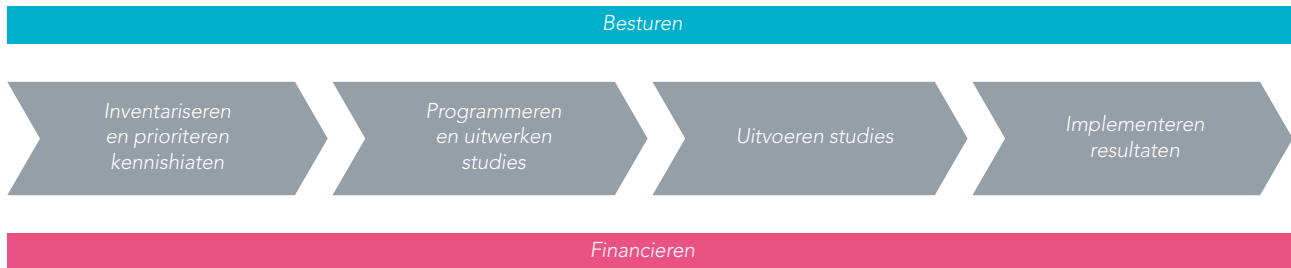 Besturen
Inventariseren
en prioriteren
kennishiaten
Programmeren
en uitwerken
studies
Uitvoeren studies
Implementeren
resultaten
Financieren